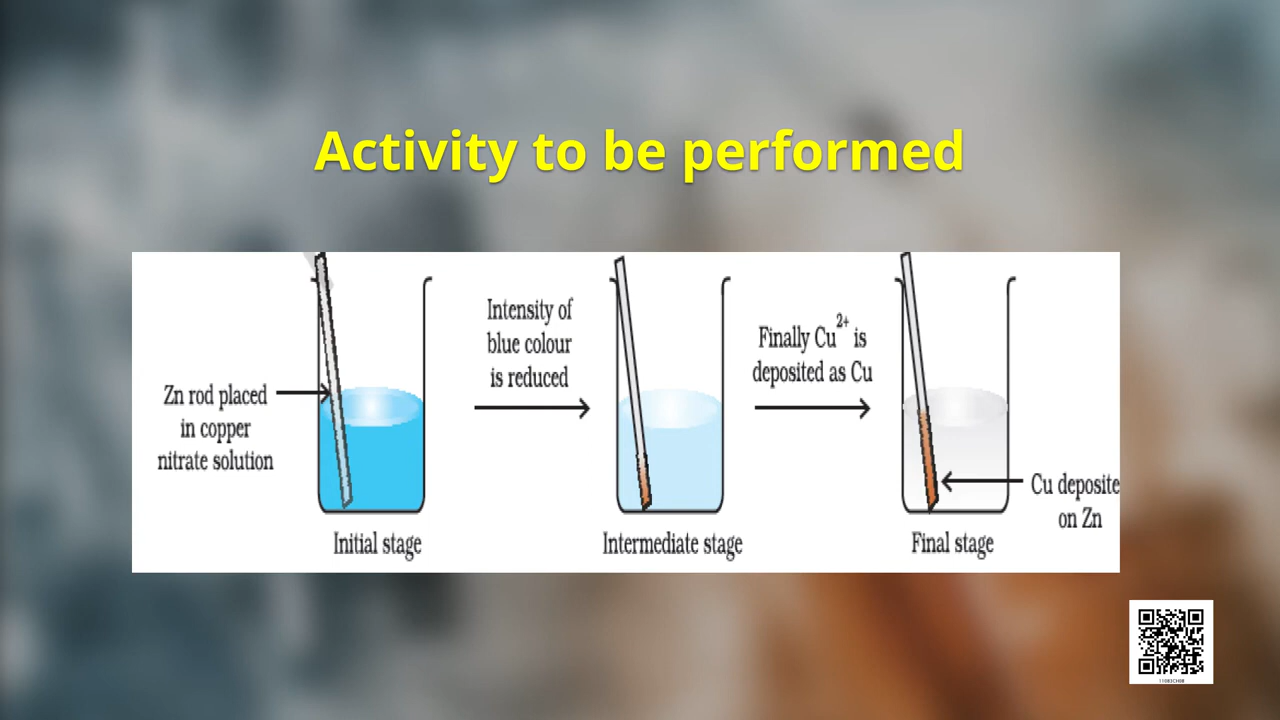 Activity to be performed
Zn rod placed
in copper
nitrate solution
Intensity of
blue colour
is reduced
Finally Cu²⁺ is
deposited as Cu
Cu deposite
on Zn
Initial stage
Intermediate stage
Final stage